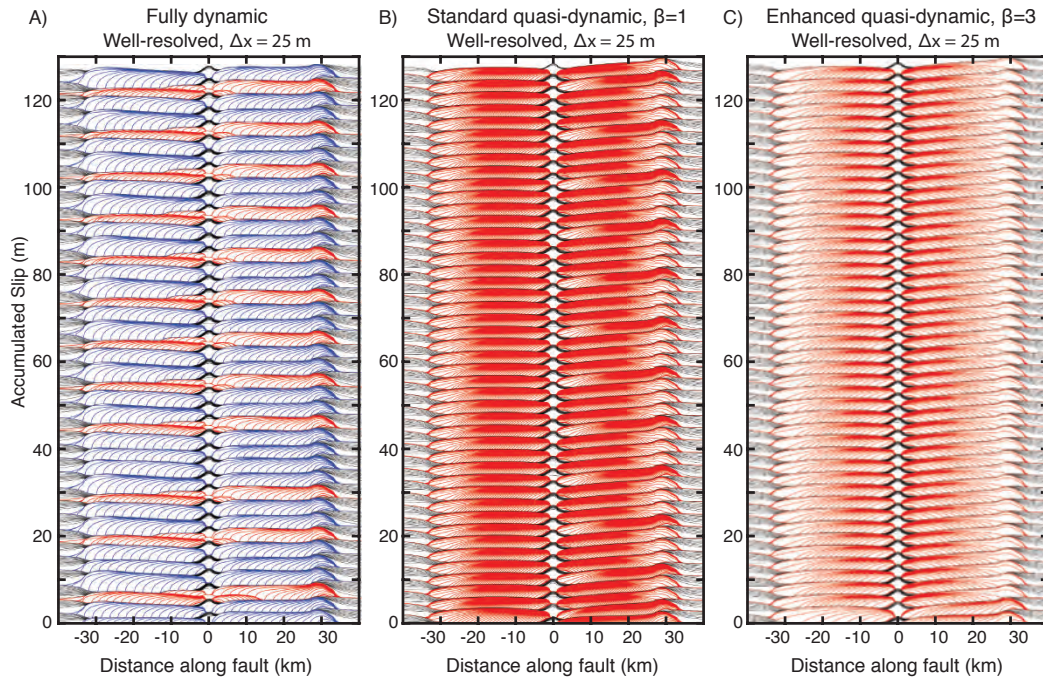 A) Fully dynamic
Well-resolved, Δx = 25 m
B) Standard quasi-dynamic, β=1
Well-resolved, Δx = 25 m
C) Enhanced quasi-dynamic, β=3
Well-resolved, Δx = 25 m
Accumulated Slip (m)
120
100
80
60
40
20
0
120
100
80
60
40
20
0
120
100
80
60
40
20
0
-30 -20 -10 0 10 20 30
-30 -20 -10 0 10 20 30
-30 -20 -10 0 10 20 30
Distance along fault (km)
Distance along fault (km)
Distance along fault (km)